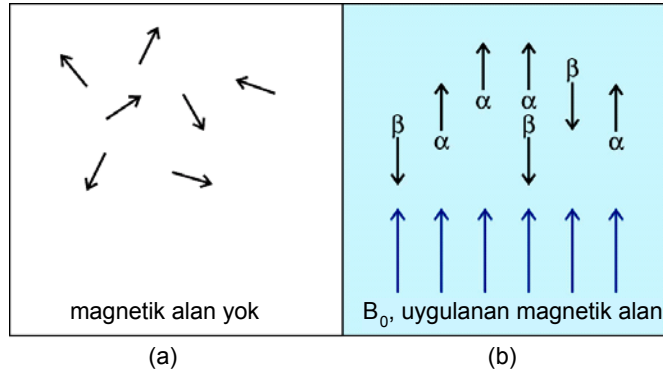 β
α
α
α
β
β
α
magnetik alan yok
B₀, uygulanan magnetik alan
(a)
(b)